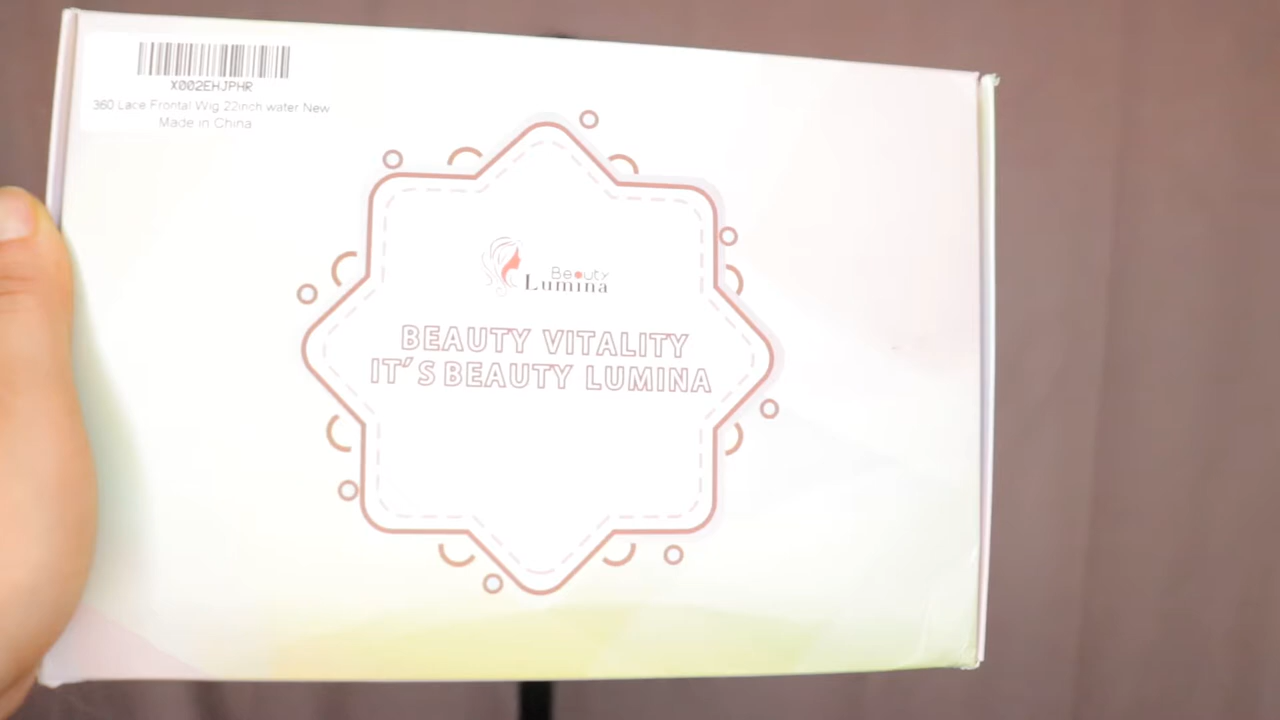 X002EHJPHR
360 Lace Frontal Wig 22inch water New
Made in China
Beauty
Lumina
BEAUTY VITALITY
IT'S BEAUTY LUMINA